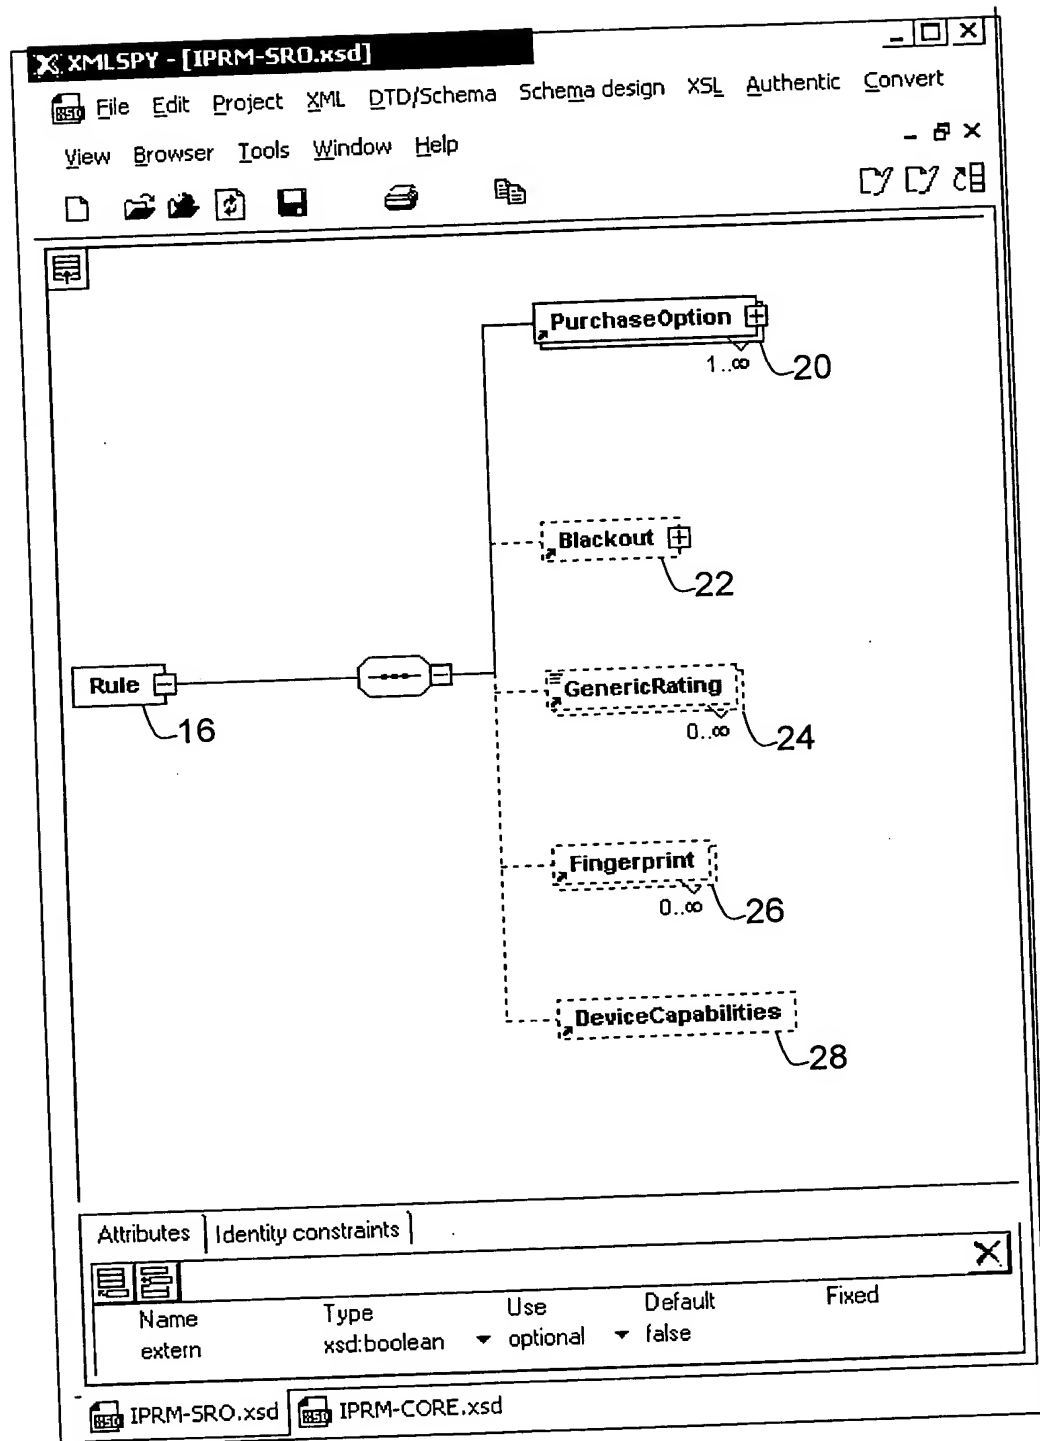 XMLSPY - [IPRM-SRO.xsd]
File Edit Project XML DTD/Schema Schema design XSL Authentic Convert
View Browser Tools Window Help
PurchaseOption
1..∞
20
Blackout
22
Rule
16
GenericRating
0..∞
24
Fingerprint
0..∞
26
DeviceCapabilities
28
Attributes Identity constraints
Name Type Use Default Fixed
extern xsd:boolean optional false
IPRM-SRO.xsd IPRM-CORE.xsd